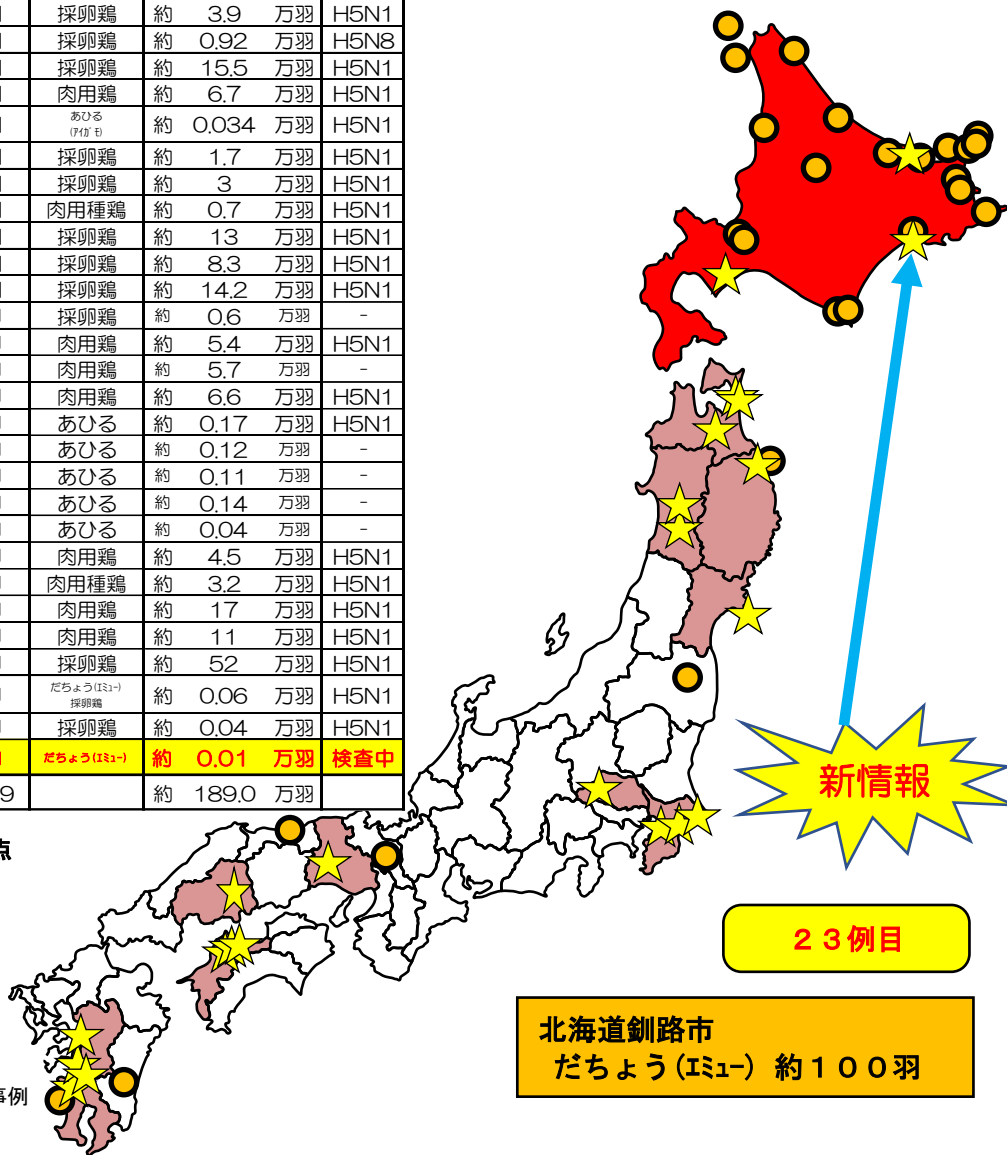 採卵鶏 約 3.9 万羽 H5N1
採卵鶏 約 0.92 万羽 H5N8
採卵鶏 約 15.5 万羽 H5N1
肉用鶏 約 6.7 万羽 H5N1
あひる
(ｱｲｶﾞﾓ) 約 0.034 万羽 H5N1
採卵鶏 約 1.7 万羽 H5N1
採卵鶏 約 3 万羽 H5N1
肉用種鶏 約 0.7 万羽 H5N1
採卵鶏 約 13 万羽 H5N1
採卵鶏 約 8.3 万羽 H5N1
採卵鶏 約 14.2 万羽 H5N1
採卵鶏 約 0.6 万羽 -
肉用鶏 約 5.4 万羽 H5N1
肉用鶏 約 5.7 万羽 -
肉用鶏 約 6.6 万羽 H5N1
あひる 約 0.17 万羽 H5N1
あひる 約 0.12 万羽 -
あひる 約 0.11 万羽 -
あひる 約 0.14 万羽 -
あひる 約 0.04 万羽 -
肉用鶏 約 4.5 万羽 H5N1
肉用種鶏 約 3.2 万羽 H5N1
肉用鶏 約 17 万羽 H5N1
肉用鶏 約 11 万羽 H5N1
採卵鶏 約 52 万羽 H5N1
だちょう(ｴﾐｭｰ)
採卵鶏 約 0.06 万羽 H5N1
採卵鶏 約 0.04 万羽 H5N1
だちょう(ｴﾐｭｰ) 約 0.01 万羽 検査中
9 約 189.0 万羽
点
新情報
２３例目
北海道釧路市
だちょう(ｴﾐｭｰ) 約１００羽
事例